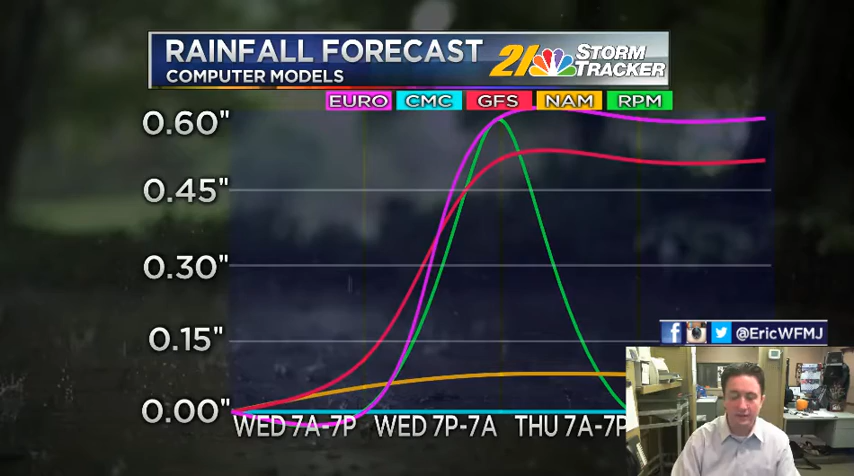 RAINFALL FORECAST
COMPUTER MODELS
21 STORM
TRACKER
EURO CMC GFS NAM RPM
0.60"
0.45"
0.30"
0.15"
0.00"
WED 7A-7P WED 7P-7A THU 7A-7P
@EricWFMJ